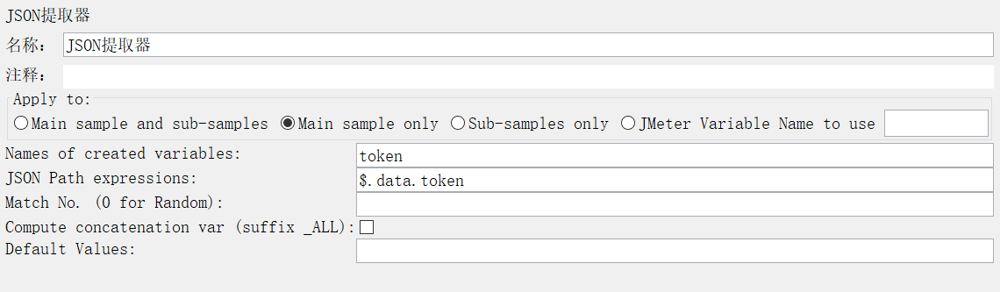 JSON提取器
名称: JSON提取器
注释:
Apply to:
Main sample and sub-samples Main sample only Sub-samples only JMeter Variable Name to use
Names of created variables: token
JSON Path expressions: $.data.token
Match No. (0 for Random):
Compute concatenation var (suffix _ALL):
Default Values: